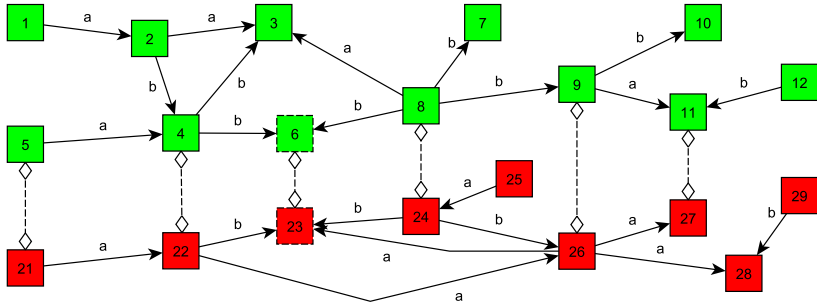 1 a 2 a 3 7 10
b b a b b
5 a 4 b 6 b 8 b 9 a 11 b 12
21 a 22 b 23 b 24 a 25 b 26 a 27 b 29
a a a 28